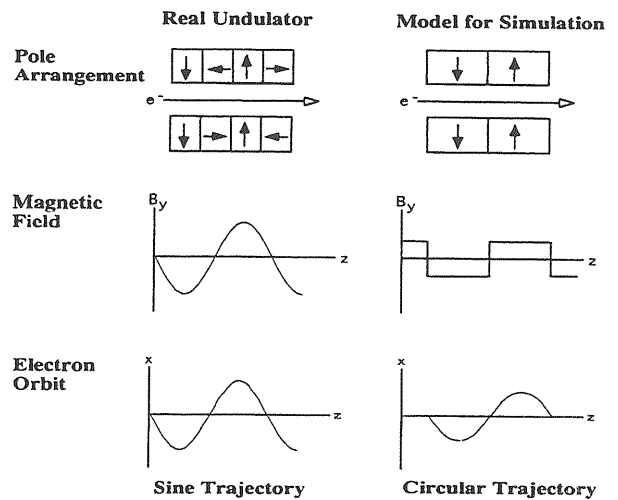 Real Undulator
Model for Simulation
Pole
Arrangement
e-
e-
Magnetic
Field
By
z
By
z
Electron
Orbit
x
z
x
z
Sine Trajectory
Circular Trajectory